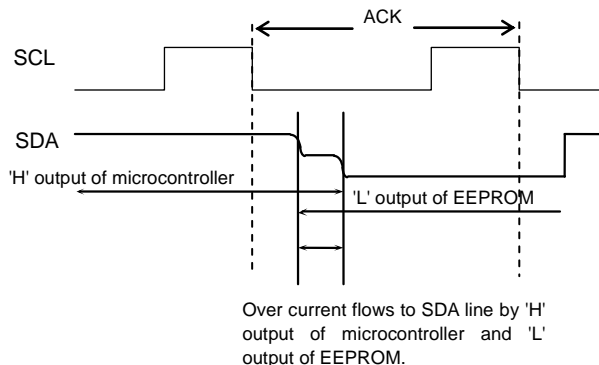 ACK
SCL
SDA
'H' output of microcontroller
'L' output of EEPROM
Over current flows to SDA line by 'H'
output of microcontroller and 'L'
output of EEPROM.